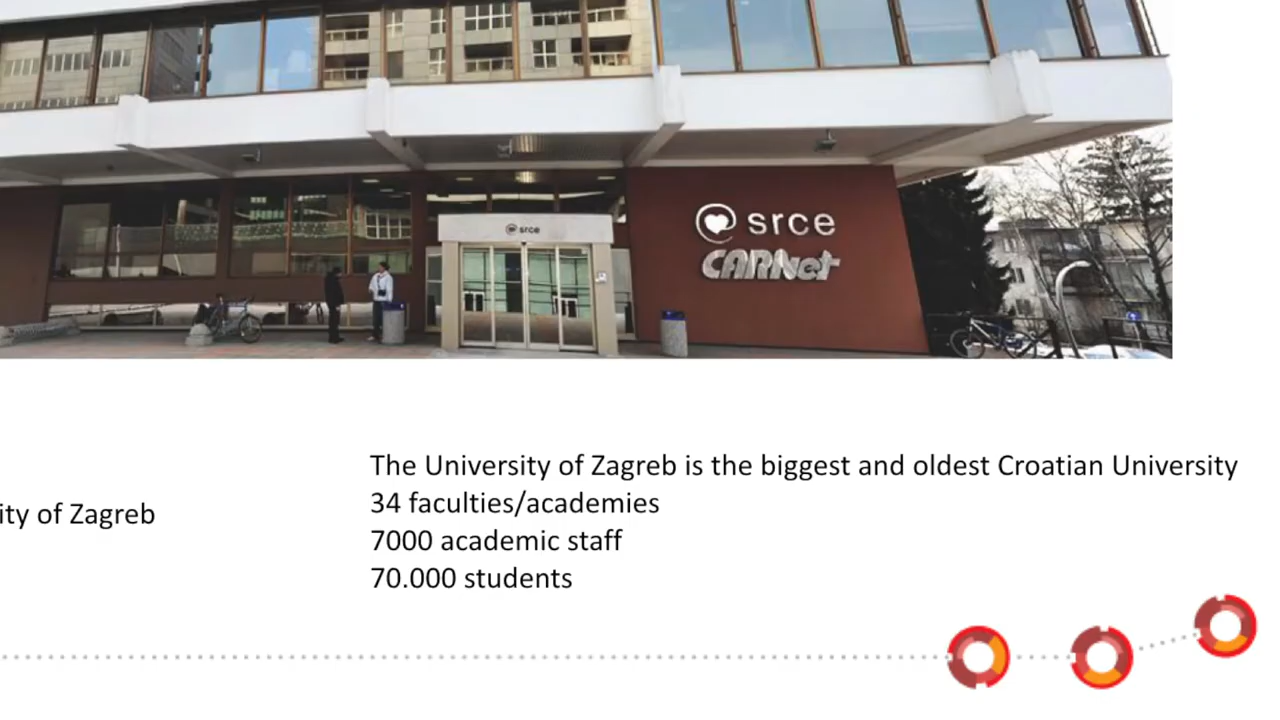 srce
srce
CARNet
ity of Zagreb
The University of Zagreb is the biggest and oldest Croatian University
34 faculties/academies
7000 academic staff
70.000 students